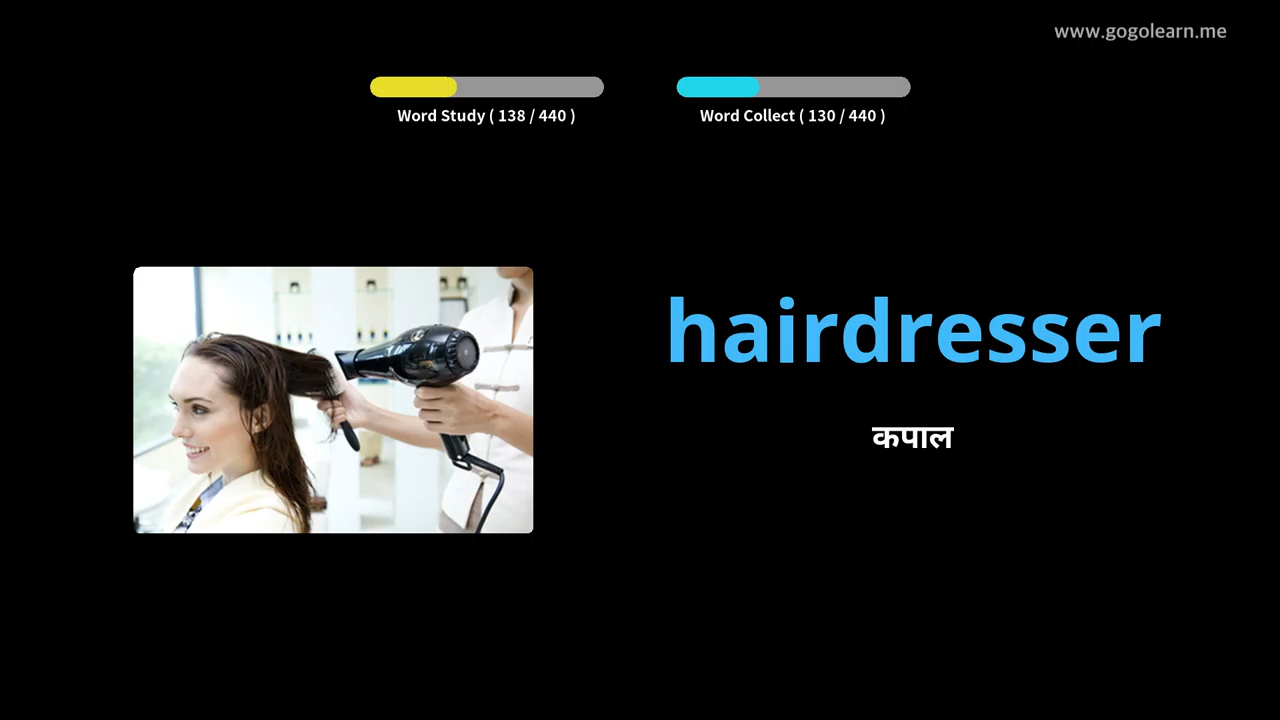 www.gogolearn.me
Word Study ( 138 / 440 )
Word Collect ( 130 / 440 )
hairdresser
कपाल